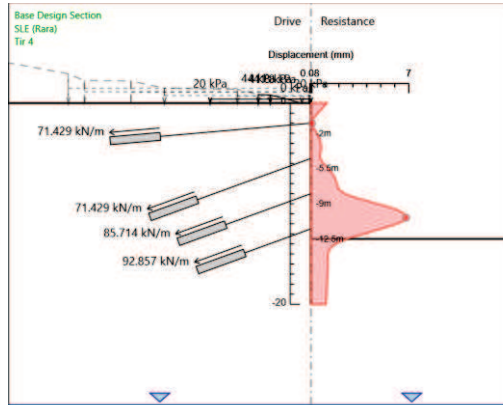 Base Design Section
SLE (Rara)
Tir 4
Drive
Resistance
Displacement (mm)
0.08
7
20 kPa
71.429 kN/m
-2m
-5.5m
71.429 kN/m
-9m
85.714 kN/m
-12.5m
92.857 kN/m
-20